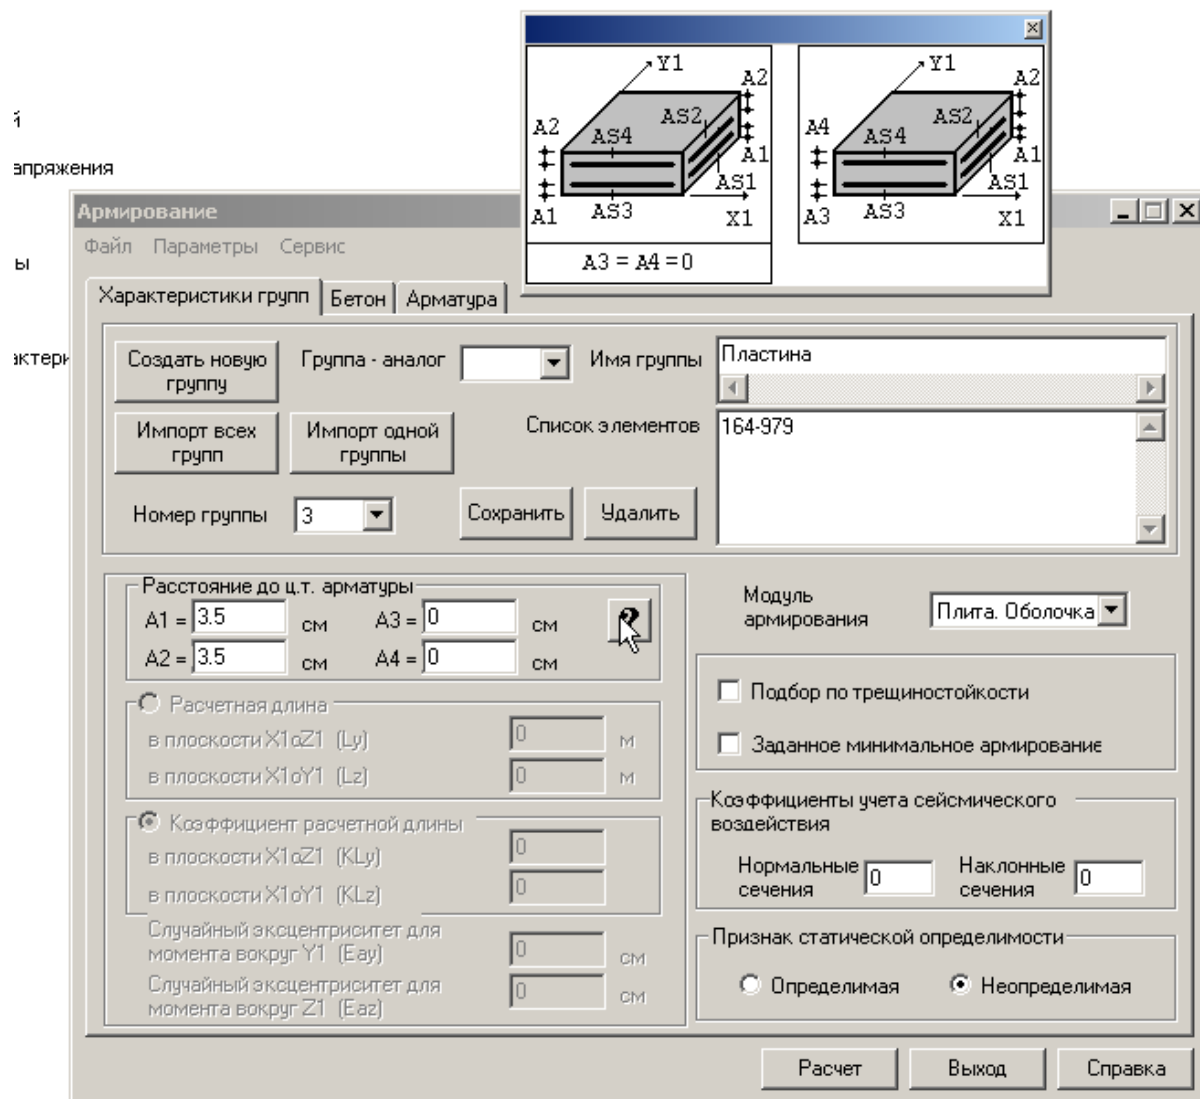 Y1
A2
A2
AS2
AS4
A1
AS1
A1
AS3
X1
A3 = A4 =0
Y1
A2
A4
AS2
AS4
A1
AS1
A3
AS3
X1
й
апряжения
ы
актери
Армирование
Файл Параметры Сервис
Характеристики групп Бетон Арматура
Создать новую
группу
Группа - аналог
Имя группы
Пластина
Импорт всех
групп
Импорт одной
группы
Список элементов
164-979
Номер группы
3
Сохранить
Удалить
Расстояние до ц.т. арматуры
A1 = 3.5 см A3 = 0 см
?
A2 = 3.5 см A4 = 0 см
Модуль
армирования
Плита. Оболочка
Расчетная длина
в плоскости X1oZ1 (Ly) 0 м
в плоскости X1oY1 (Lz) 0 м
Подбор по трещиностойкости
Заданное минимальное армирование
Коэффициент расчетной длины
в плоскости X1oZ1 (KLy) 0
в плоскости X1oY1 (KLz) 0
Коэффициенты учета сейсмического
воздействия
Нормальные
сечения
0
Наклонные
сечения
0
Случайный эксцентриситет для
момента вокруг Y1 (Eay) 0 см
Случайный эксцентриситет для
момента вокруг Z1 (Eaz) 0 см
Признак статической определимости
Определимая Неопределимая
Расчет Выход Справка